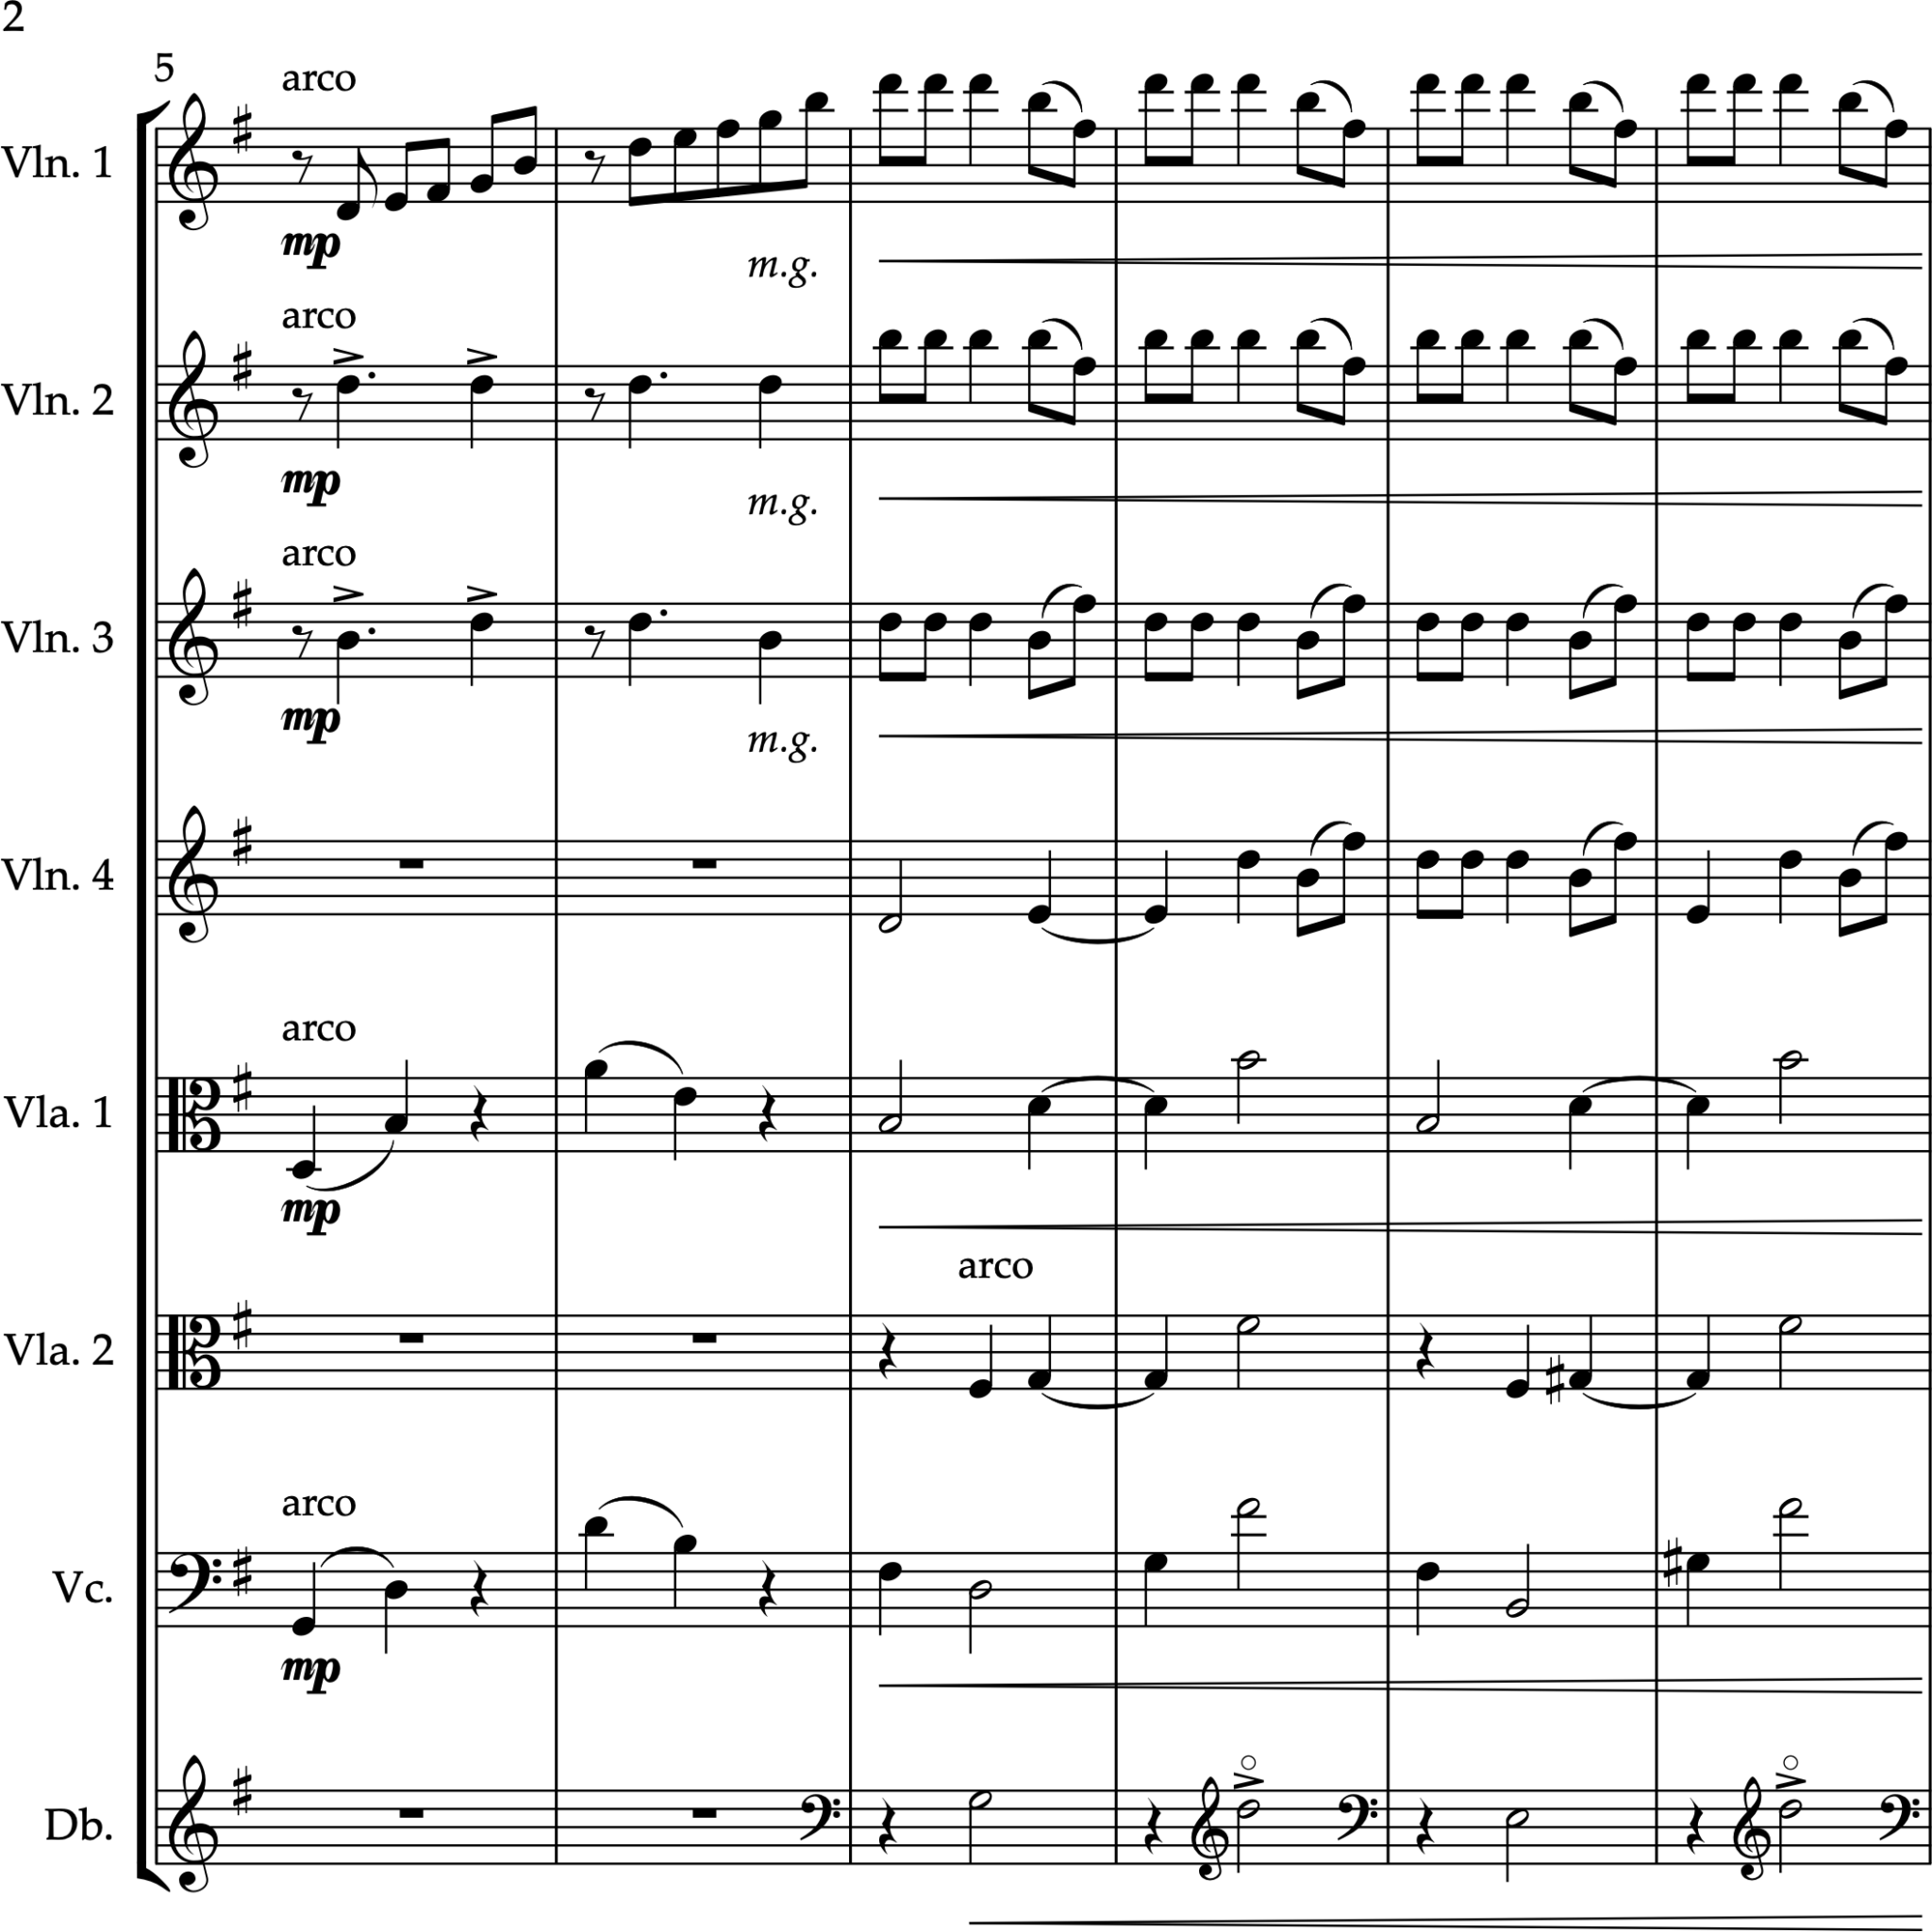 2
5
arco
Vln. 1
mp
m.g.
arco
Vln. 2
mp
m.g.
arco
Vln. 3
mp
m.g.
Vln. 4
arco
Vla. 1
mp
arco
Vla. 2
arco
Vc.
mp
Db.